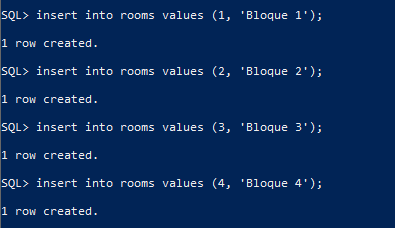 SQL> insert into rooms values (1, 'Bloque 1');
1 row created.
SQL> insert into rooms values (2, 'Bloque 2');
1 row created.
SQL> insert into rooms values (3, 'Bloque 3');
1 row created.
SQL> insert into rooms values (4, 'Bloque 4');
1 row created.